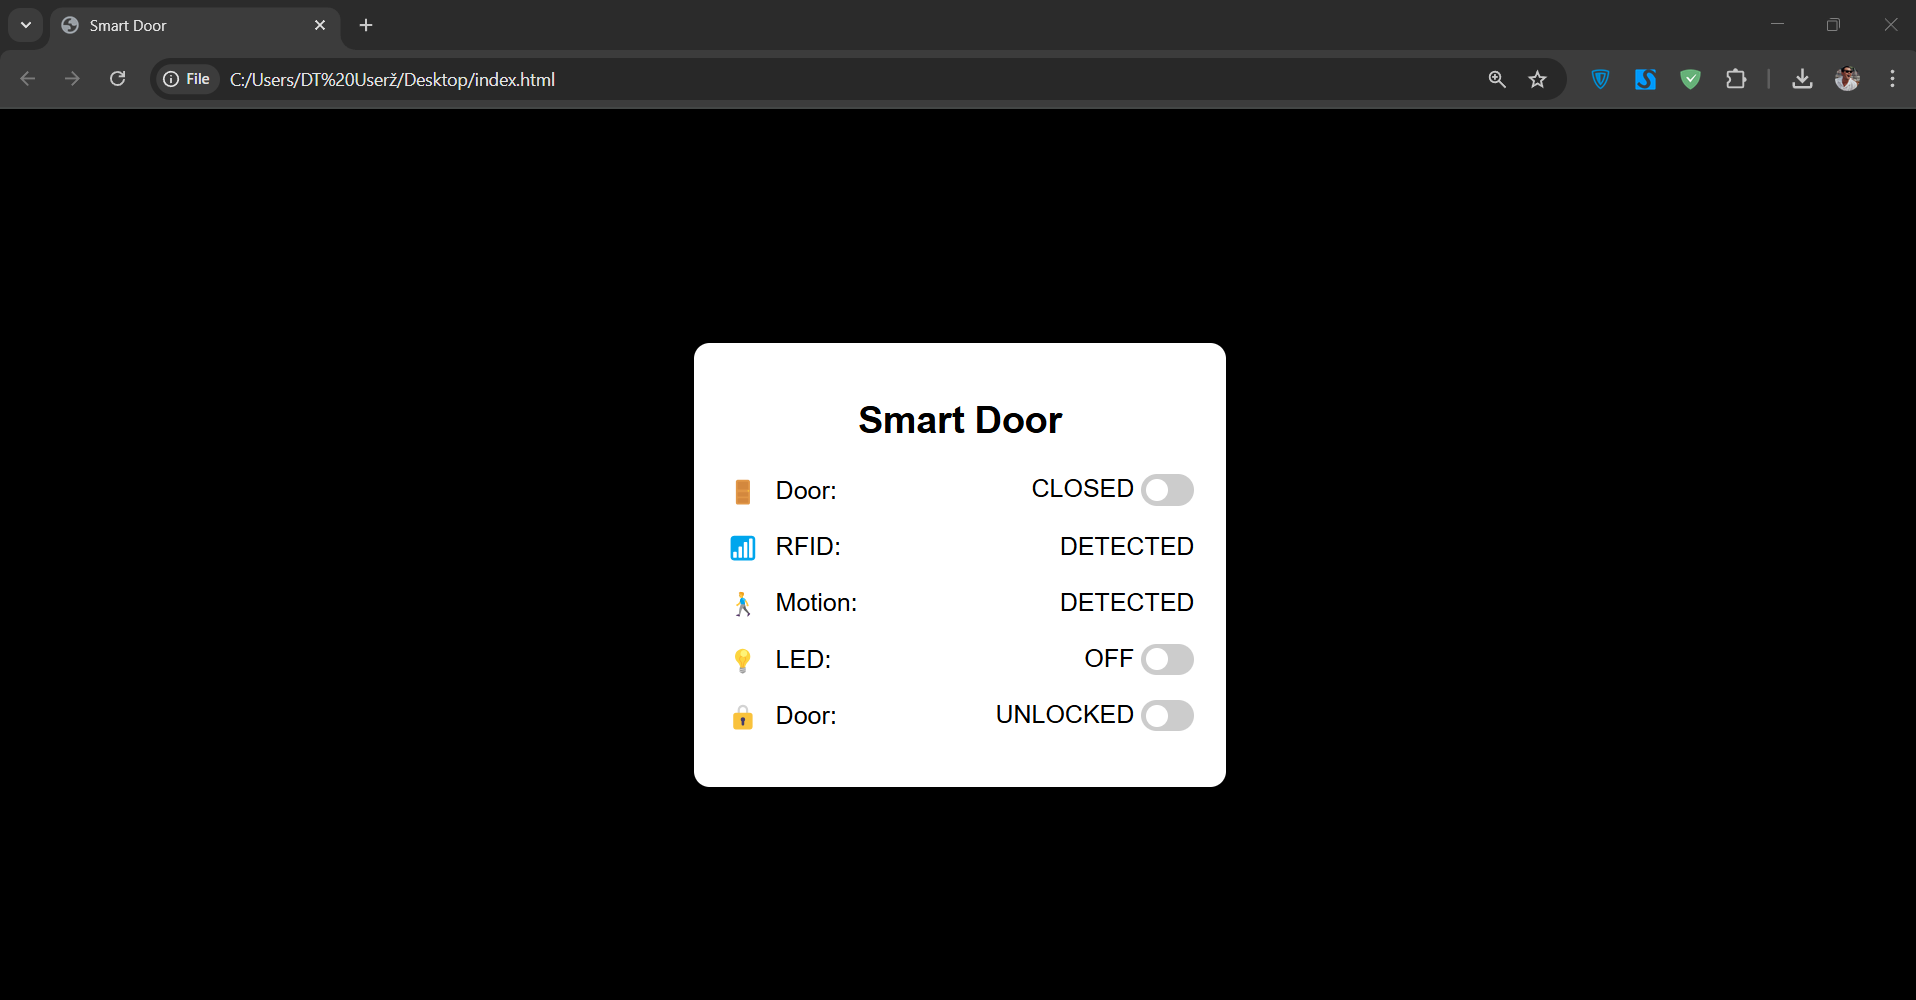 Smart Door
File C:/Users/DT%20Userž/Desktop/index.html
Smart Door
Door: CLOSED
RFID: DETECTED
Motion: DETECTED
LED: OFF
Door: UNLOCKED